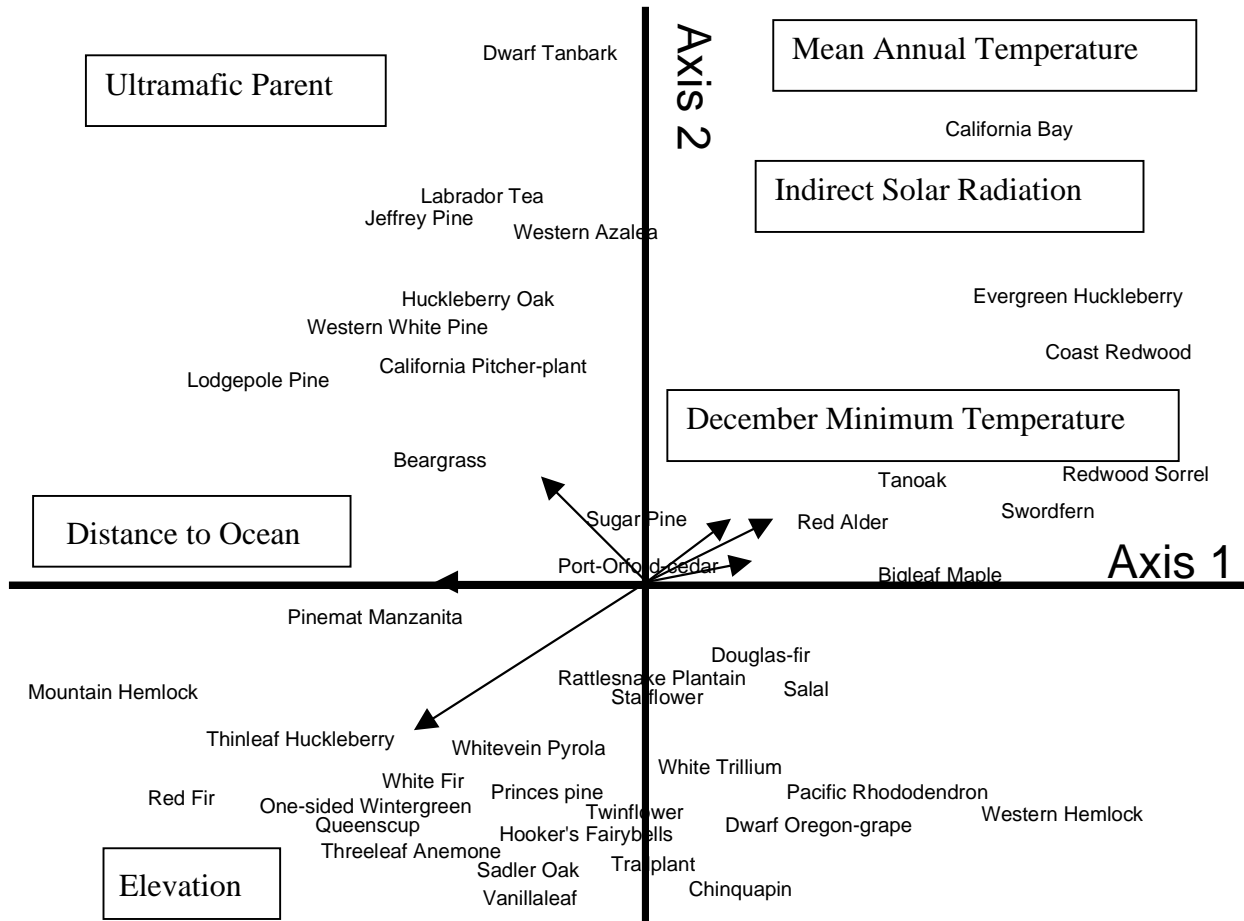 Dwarf Tanbark
Axis 2
Mean Annual Temperature
Ultramafic Parent
California Bay
Indirect Solar Radiation
Labrador Tea
Jeffrey Pine
Western Azalea
Huckleberry Oak
Evergreen Huckleberry
Western White Pine
Coast Redwood
California Pitcher-plant
Lodgepole Pine
December Minimum Temperature
Beargrass
Tanoak
Redwood Sorrel
Swordfern
Sugar Pine
Red Alder
Distance to Ocean
Port-Orford-cedar
Axis 1
Bigleaf Maple
Pinemat Manzanita
Douglas-fir
Rattlesnake Plantain
Mountain Hemlock
Starflower
Salal
Thinleaf Huckleberry
Whitevein Pyrola
White Trillium
White Fir
Red Fir
Princes pine
Pacific Rhododendron
One-sided Wintergreen
Twinflower
Western Hemlock
Queenscup
Hooker's Fairybells
Dwarf Oregon-grape
Threeleaf Anemone
Sadler Oak
Trailplant
Elevation
Vanillaleaf
Chinquapin